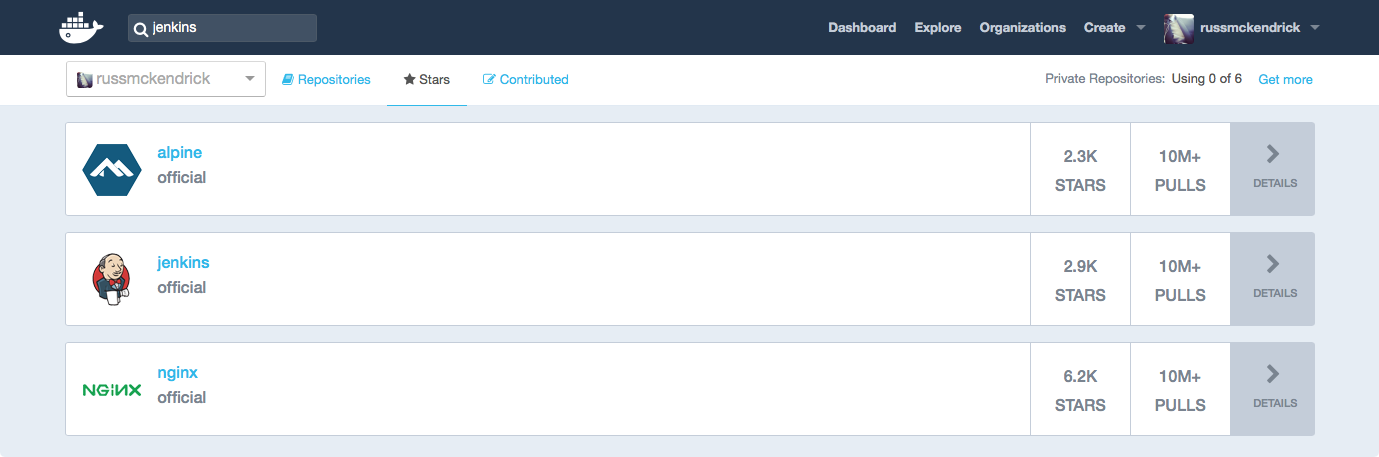 jenkins Dashboard Explore Organizations Create russmckendrick
russmckendrick Repositories Stars Contributed Private Repositories: Using 0 of 6 Get more
alpine
official
2.3K
STARS
10M+
PULLS
DETAILS
jenkins
official
2.9K
STARS
10M+
PULLS
DETAILS
NGINX
nginx
official
6.2K
STARS
10M+
PULLS
DETAILS